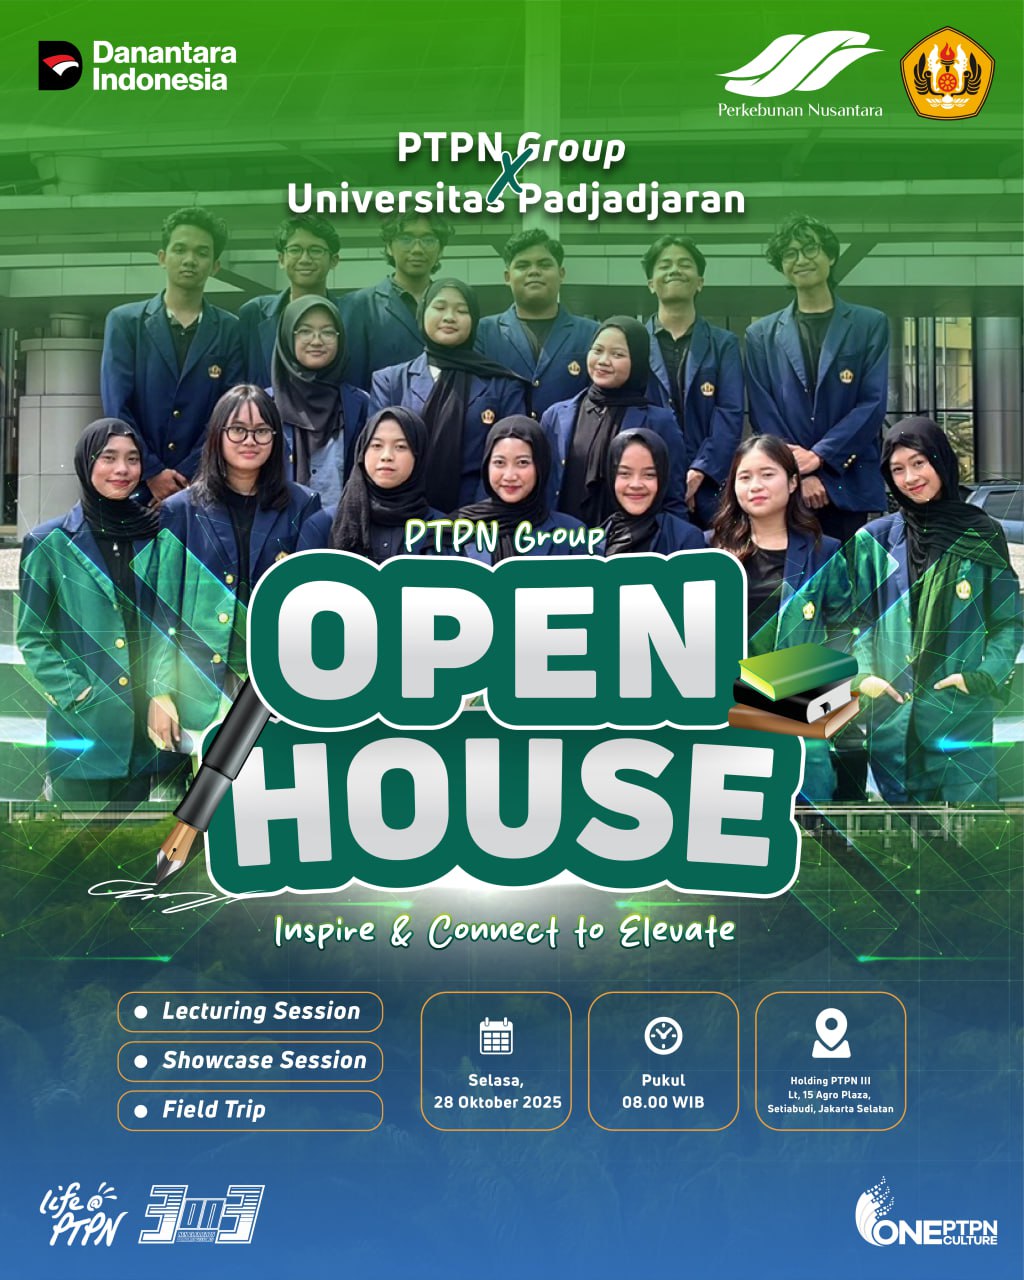 Danantara
Indonesia
Perkebunan Nusantara
PTPN Group
X
Universitas Padjadjaran
PTPN Group
OPEN
HOUSE
Inspire & Connect to Elevate
Lecturing Session
Showcase Session
Field Trip
Selasa,
28 Oktober 2025
Pukul
08.00 WIB
Holding PTPN III
Lt, 15 Agro Plaza,
Setiabudi, Jakarta Selatan
life@
PTPN
3on3
ONE PTPN
CULTURE